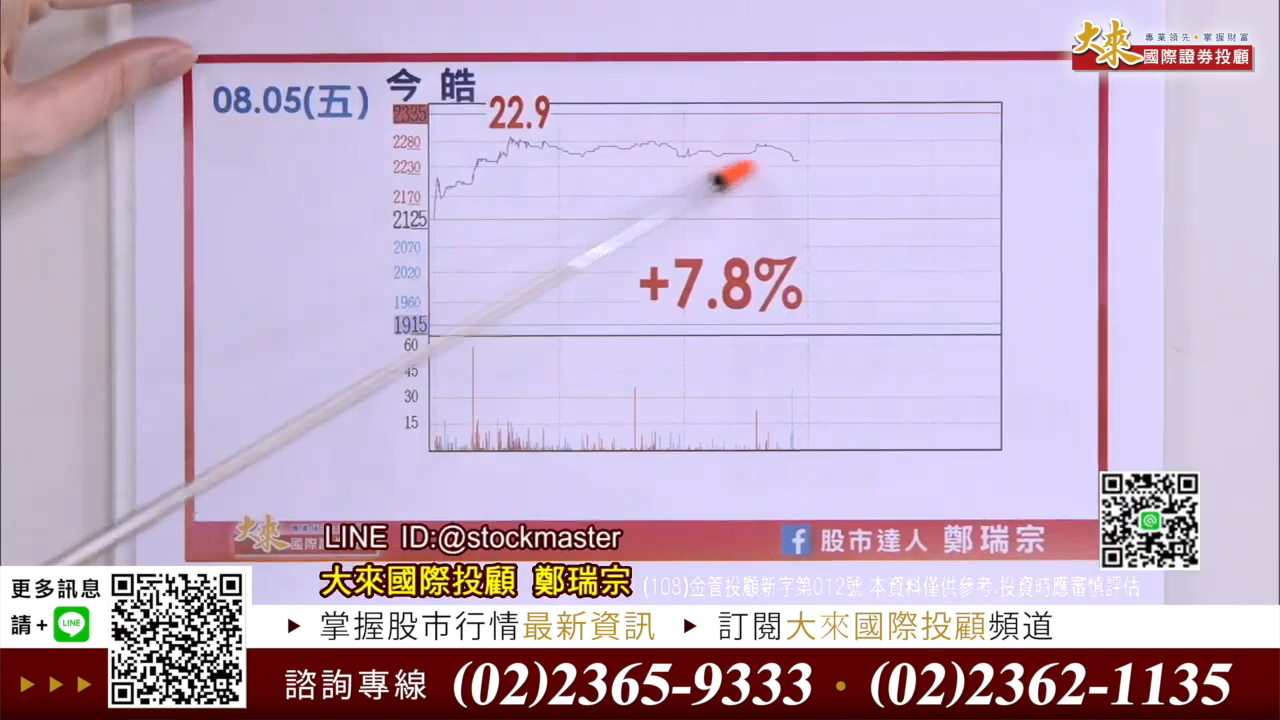 大來
專業領先•掌握財富
國際證券投顧
08.05(五)
今皓
22.9
2335
2280
2230
2170
2125
2070
2020
1960
1915
+7.8%
60
45
30
15
大來
LINE ID:@stockmaster
股市達人 鄭瑞宗
大來國際投顧 鄭瑞宗
(103)金管投顧新字第012號 本資料僅供參考.投資時應審慎評估
更多訊息
請+
LINE
掌握股市行情最新資訊
訂閱大來國際投顧頻道
諮詢專線 (02)2365-9333 • (02)2362-1135